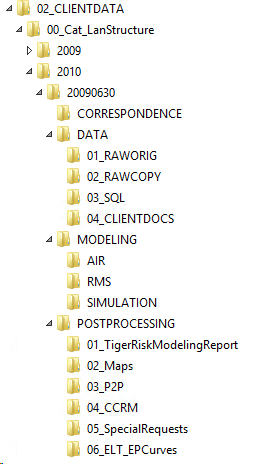 02_CLIENTDATA
00_Cat_LanStructure
2009
2010
20090630
CORRESPONDENCE
DATA
01_RAWORIG
02_RAWCOPY
03_SQL
04_CLIENTDOCS
MODELING
AIR
RMS
SIMULATION
POSTPROCESSING
01_TigerRiskModelingReport
02_Maps
03_P2P
04_CCRM
05_SpecialRequests
06_ELT_EPCurves